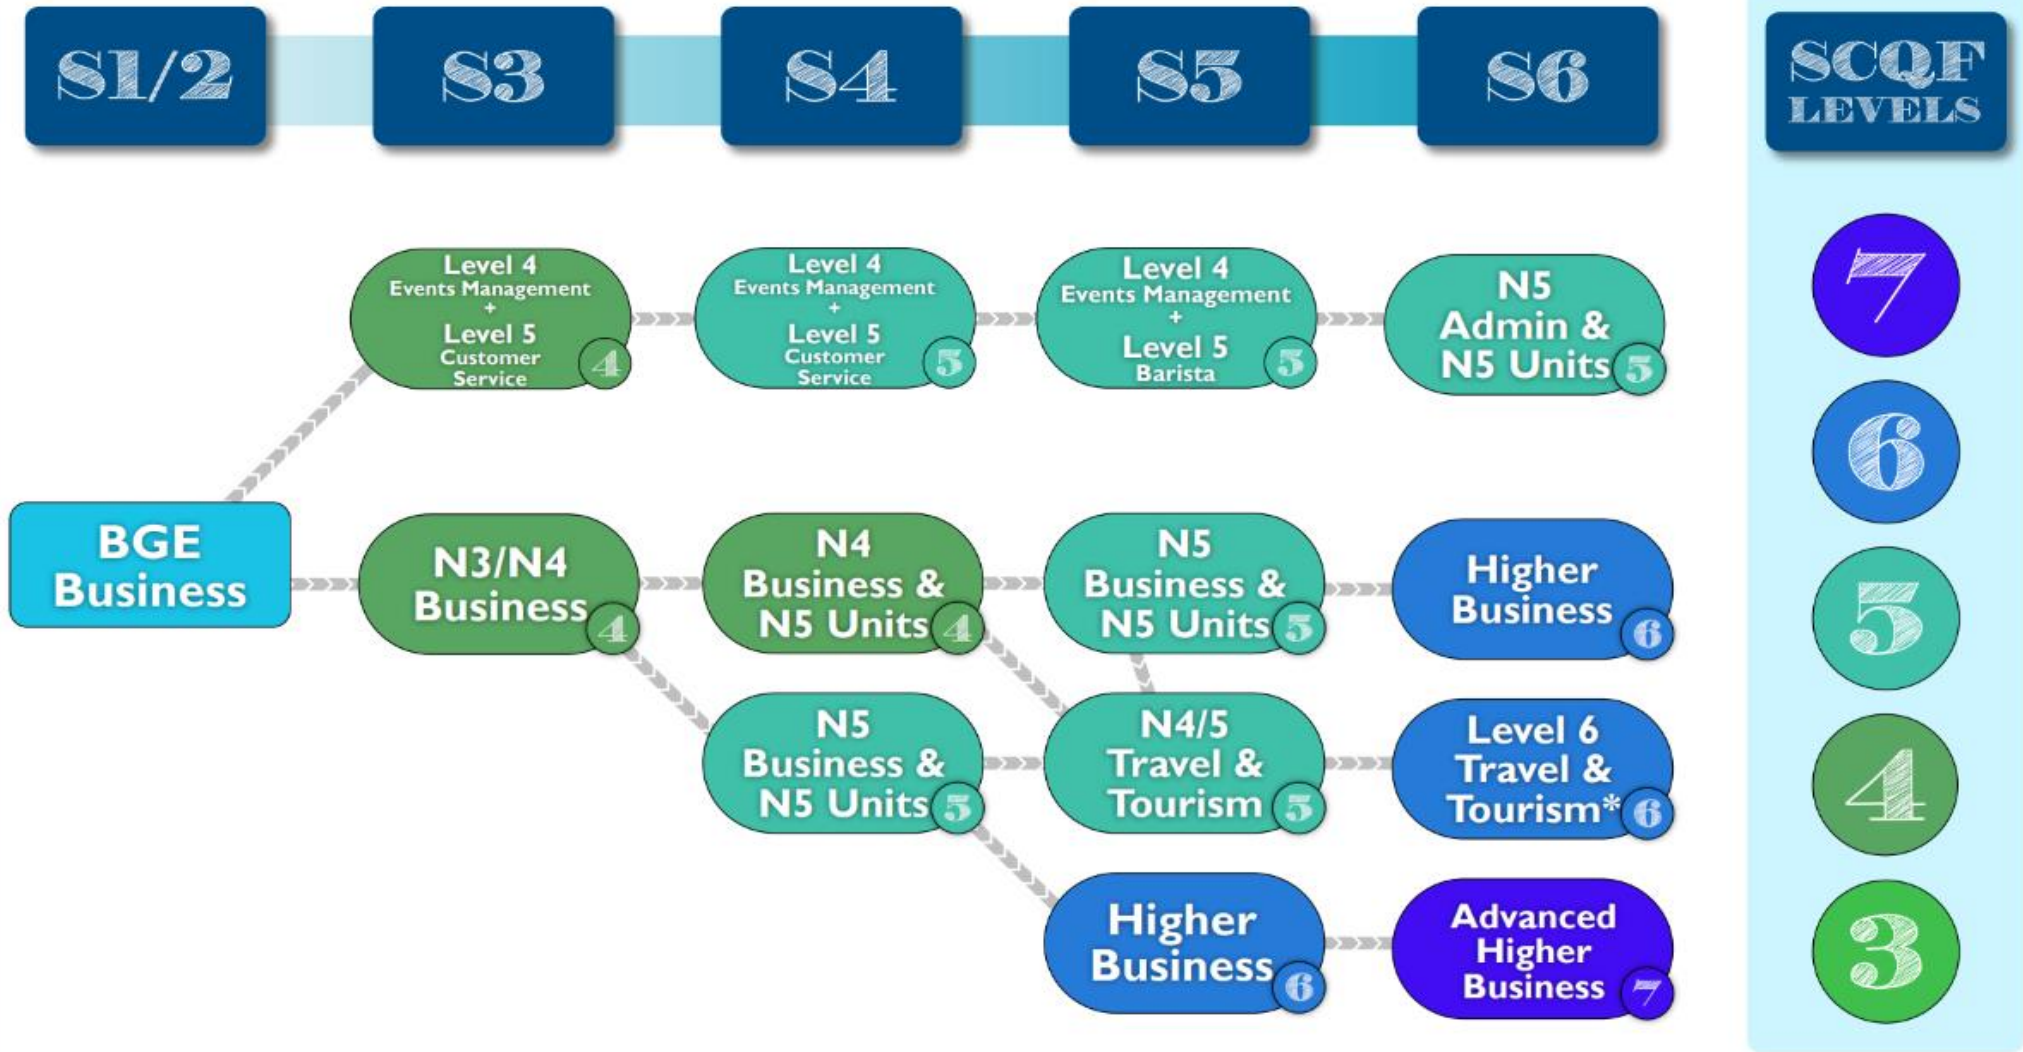 S1/2
S3
S4
S5
S6
SCQF
LEVELS
Level 4
Events Management
+
Level 5
Customer
Service
4
Level 4
Events Management
+
Level 5
Customer
Service
5
Level 4
Events Management
+
Level 5
Barista
5
N5
Admin &
N5 Units
5
BGE
Business
N3/N4
Business
4
N4
Business &
N5 Units
4
N5
Business &
N5 Units
5
Higher
Business
6
N5
Business &
N5 Units
5
N4/5
Travel &
Tourism
5
Level 6
Travel &
Tourism*
6
Higher
Business
6
Advanced
Higher
Business
7
7
6
5
4
3